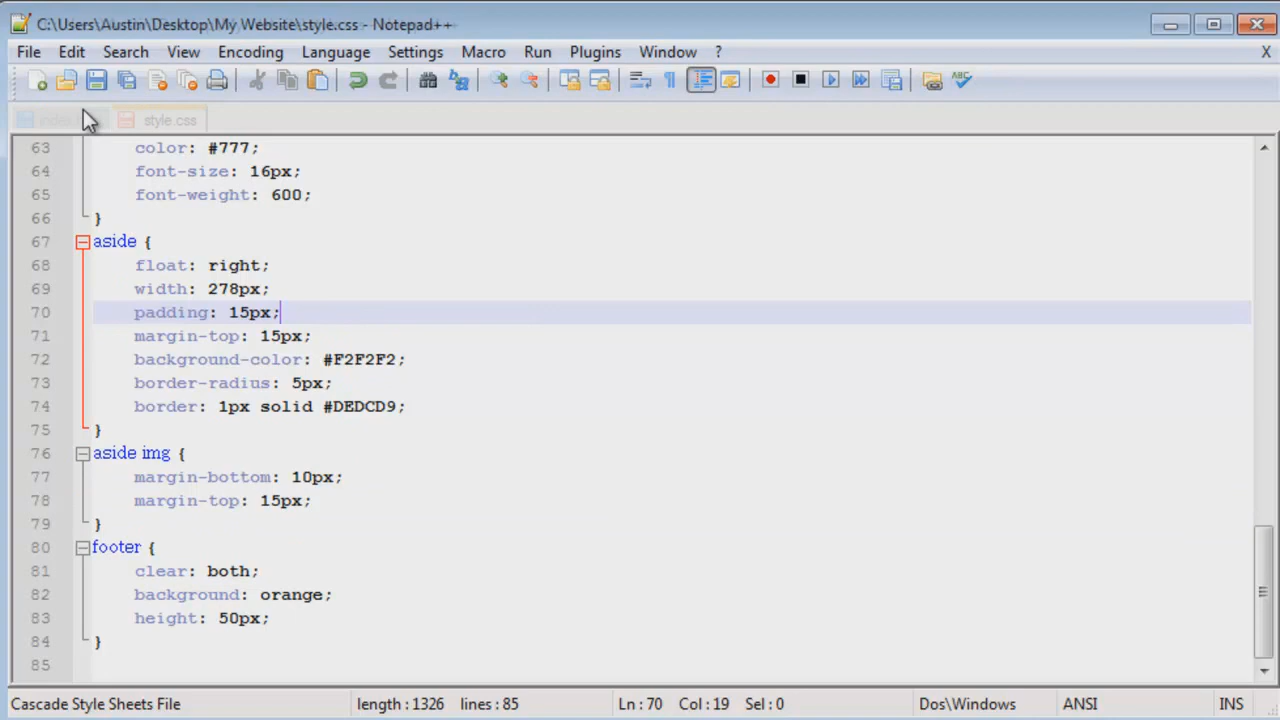 C:\Users\Austin\Desktop\My Website\style.css - Notepad++
File Edit Search View Encoding Language Settings Macro Run Plugins Window ? X
style.css
63 color: #777;
64 font-size: 16px;
65 font-weight: 600;
66 }
67 aside {
68 float: right;
69 width: 278px;
70 padding: 15px;
71 margin-top: 15px;
72 background-color: #F2F2F2;
73 border-radius: 5px;
74 border: 1px solid #DEDCD9;
75 }
76 aside img {
77 margin-bottom: 10px;
78 margin-top: 15px;
79 }
80 footer {
81 clear: both;
82 background: orange;
83 height: 50px;
84 }
85
Cascade Style Sheets File length : 1326 lines : 85 Ln : 70 Col : 19 Sel : 0 Dos\Windows ANSI INS